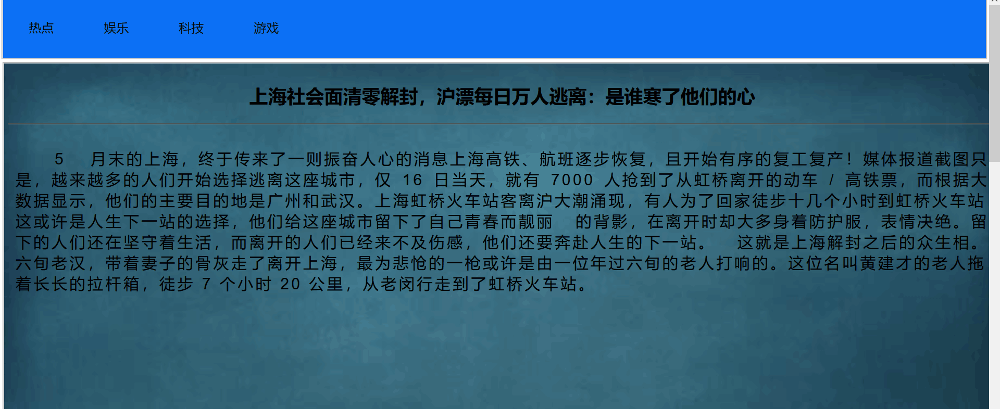 热点 娱乐 科技 游戏
上海社会面清零解封，沪漂每日万人逃离：是谁寒了他们的心
5 月末的上海，终于传来了一则振奋人心的消息上海高铁、航班逐步恢复，且开始有序的复工复产！媒体报道截图只
是，越来越多的人们开始选择逃离这座城市，仅 16 日当天，就有 7000 人抢到了从虹桥离开的动车 / 高铁票，而根据大
数据显示，他们的主要目的地是广州和武汉。上海虹桥火车站客离沪大潮涌现，有人为了回家徒步十几个小时到虹桥火车站
这或许是人生下一站的选择，他们给这座城市留下了自己青春而靓丽 的背影，在离开时却大多身着防护服，表情决绝。留
下的人们还在坚守着生活，而离开的人们已经来不及伤感，他们还要奔赴人生的下一站。 这就是上海解封之后的众生相。
六旬老汉，带着妻子的骨灰走了离开上海，最为悲怆的一枪或许是由一位年过六旬的老人打响的。这位名叫黄建才的老人拖
着长长的拉杆箱，徒步 7 个小时 20 公里，从老闵行走到了虹桥火车站。